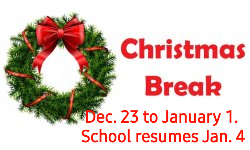 Christmas
Break
Dec. 23 to January 1.
School resumes Jan. 4